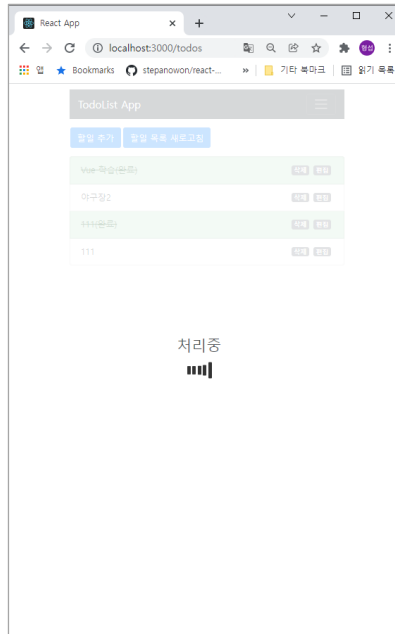 React App
localhost:3000/todos
앱 Bookmarks stepanowon/react-... » 기타 북마크 읽기 목록
TodoList App
할일 추가 할일 목록 새로고침
Vue 학습(완료) 삭제 편집
야구장2 삭제 편집
111(완료) 삭제 편집
111 삭제 편집
처리중